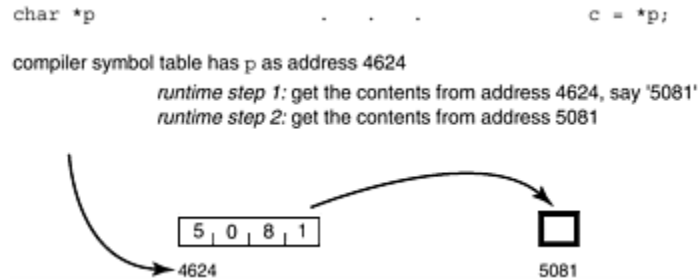 char *p . . . c = *p;
compiler symbol table has p as address 4624
runtime step 1: get the contents from address 4624, say '5081'
runtime step 2: get the contents from address 5081
5 0 8 1
4624 5081